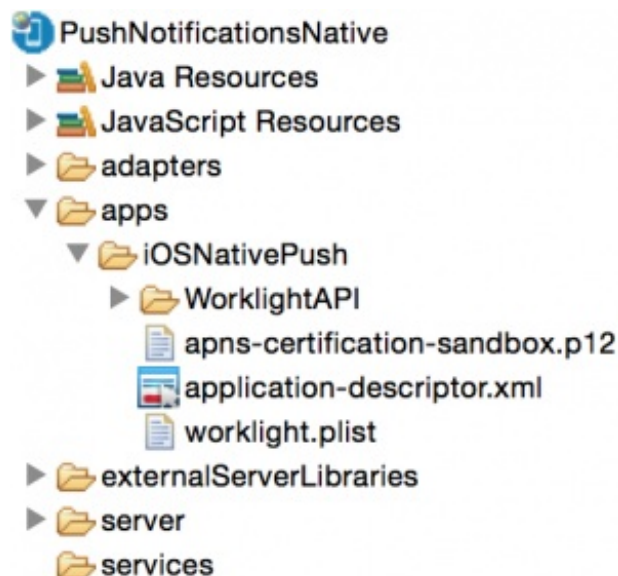 PushNotificationsNative
Java Resources
JavaScript Resources
adapters
apps
iOSNativePush
WorklightAPI
apns-certification-sandbox.p12
application-descriptor.xml
worklight.plist
externalServerLibraries
server
services